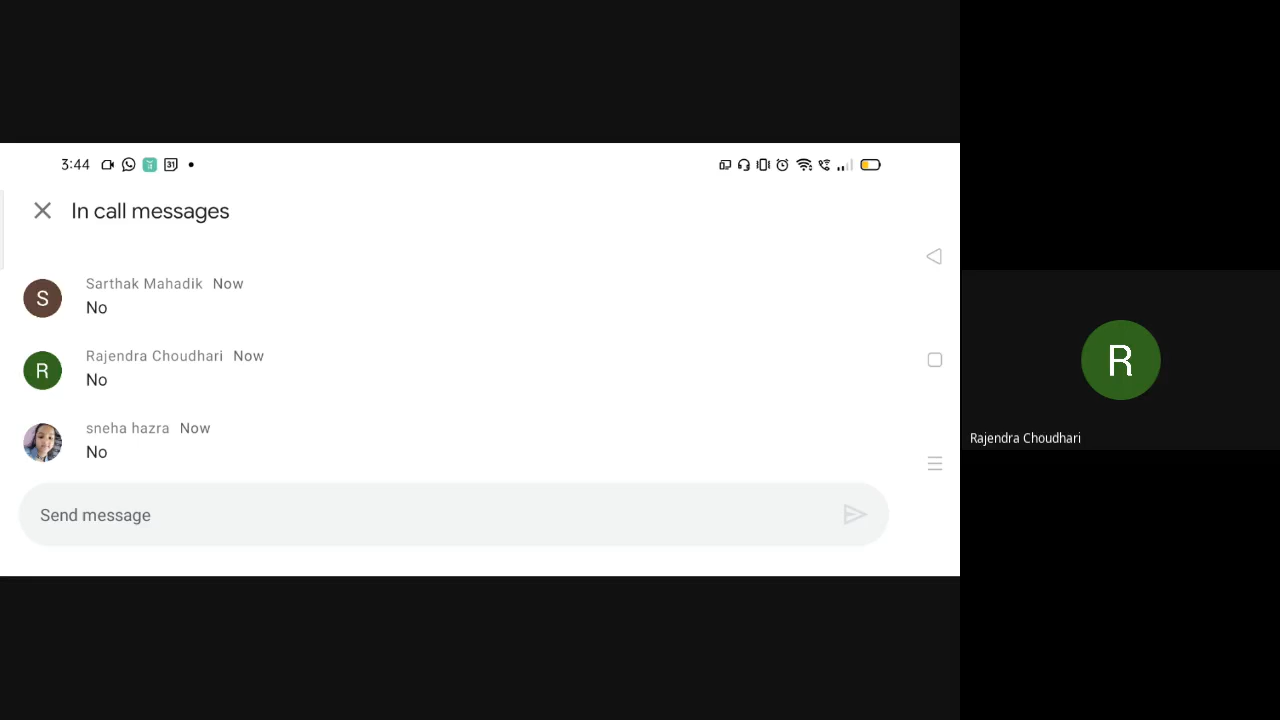 3:44
31
In call messages
S
Sarthak Mahadik Now
No
R
Rajendra Choudhari Now
No
sneha hazra Now
No
Send message
R
Rajendra Choudhari